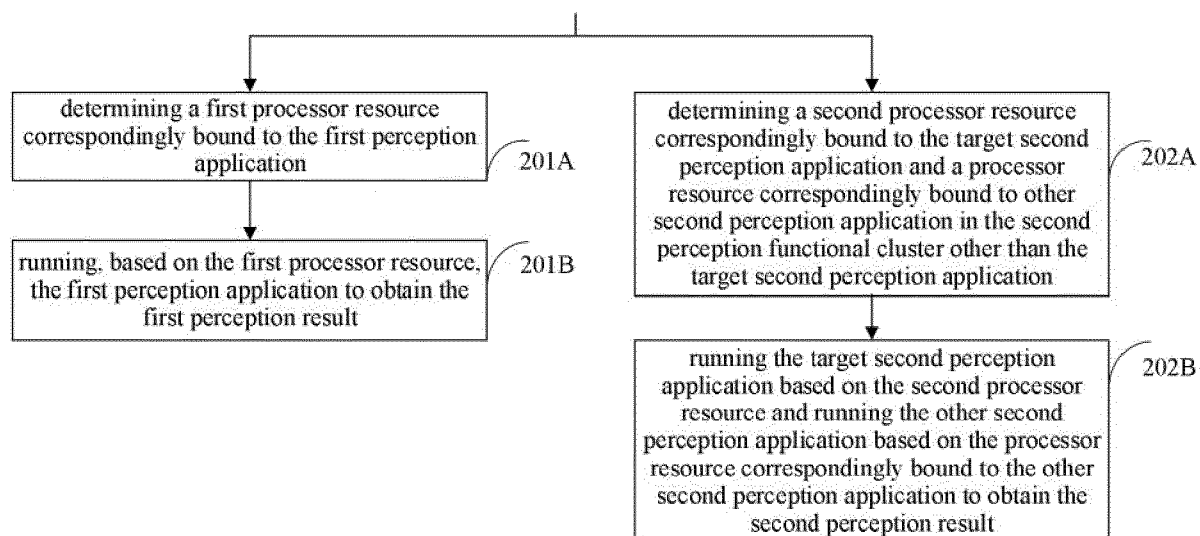 determining a first processor resource
correspondingly bound to the first perception
application
201A
running, based on the first processor resource,
the first perception application to obtain the
first perception result
201B
determining a second processor resource
correspondingly bound to the target second
perception application and a processor
resource correspondingly bound to other
second perception application in the second
perception functional cluster other than the
target second perception application
202A
running the target second perception
application based on the second processor
resource and running the other second
perception application based on the processor
resource correspondingly bound to the other
second perception application to obtain the
second perception result
202B